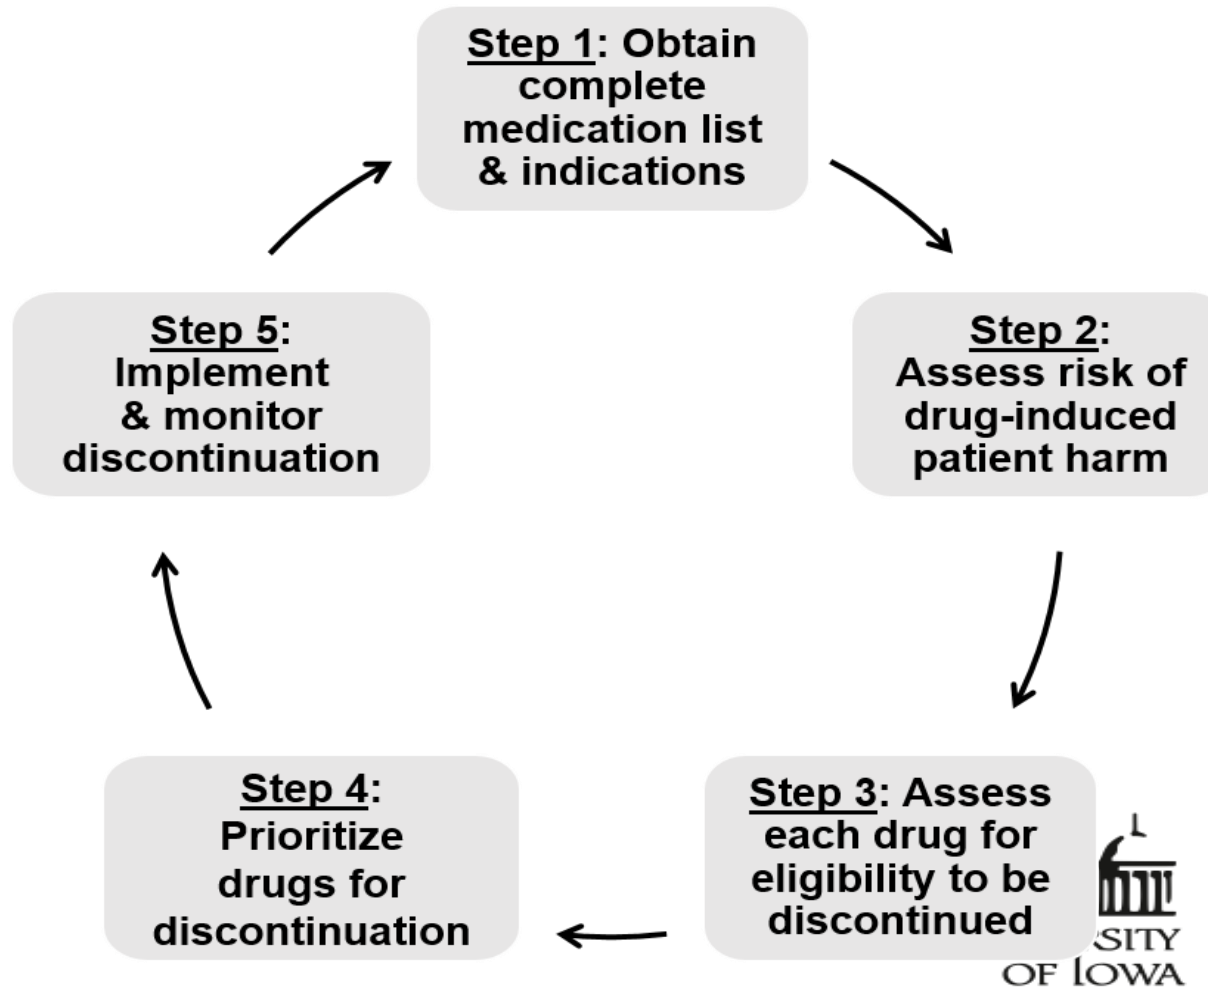 Step 1: Obtain
complete
medication list
& indications
Step 2:
Assess risk of
drug-induced
patient harm
Step 3: Assess
each drug for
eligibility to be
discontinued
Step 4:
Prioritize
drugs for
discontinuation
Step 5:
Implement
& monitor
discontinuation
OF IOWA